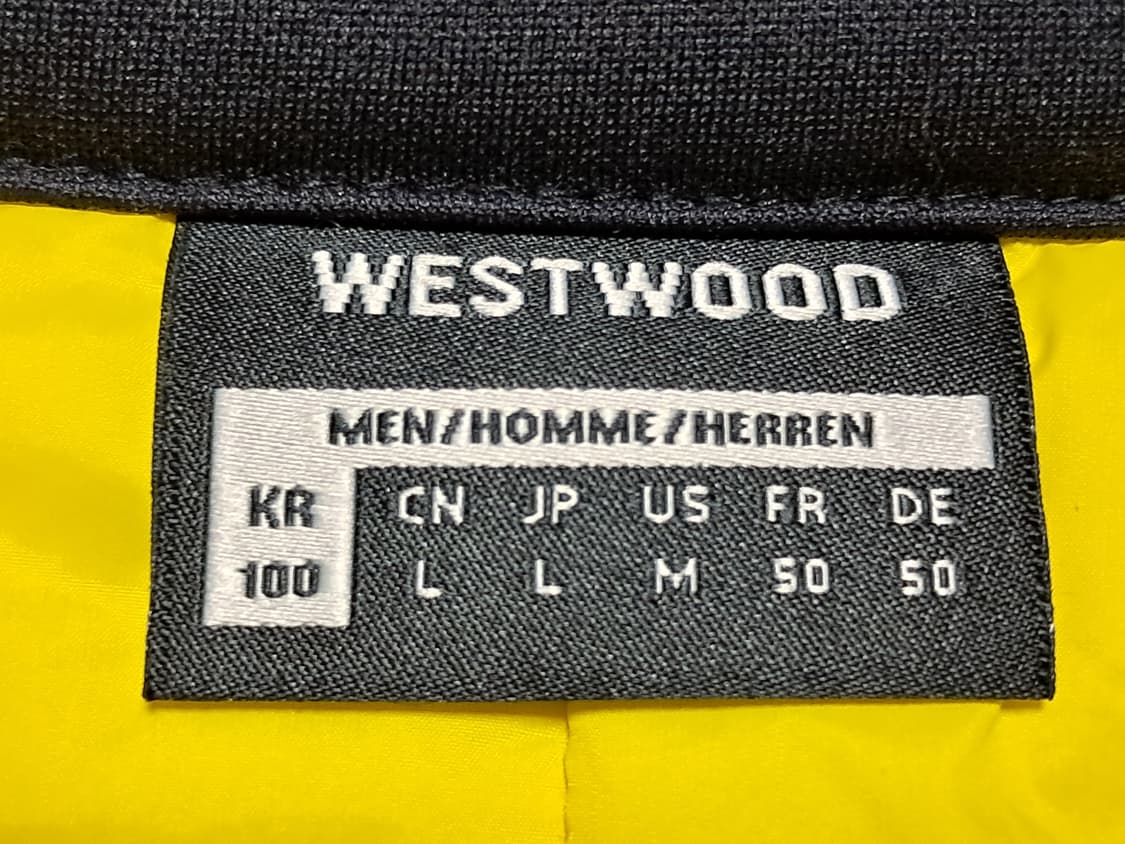 WESTWOOD
MEN/HOMME/HERREN
KR CN JP US FR DE
100 L L M 50 50